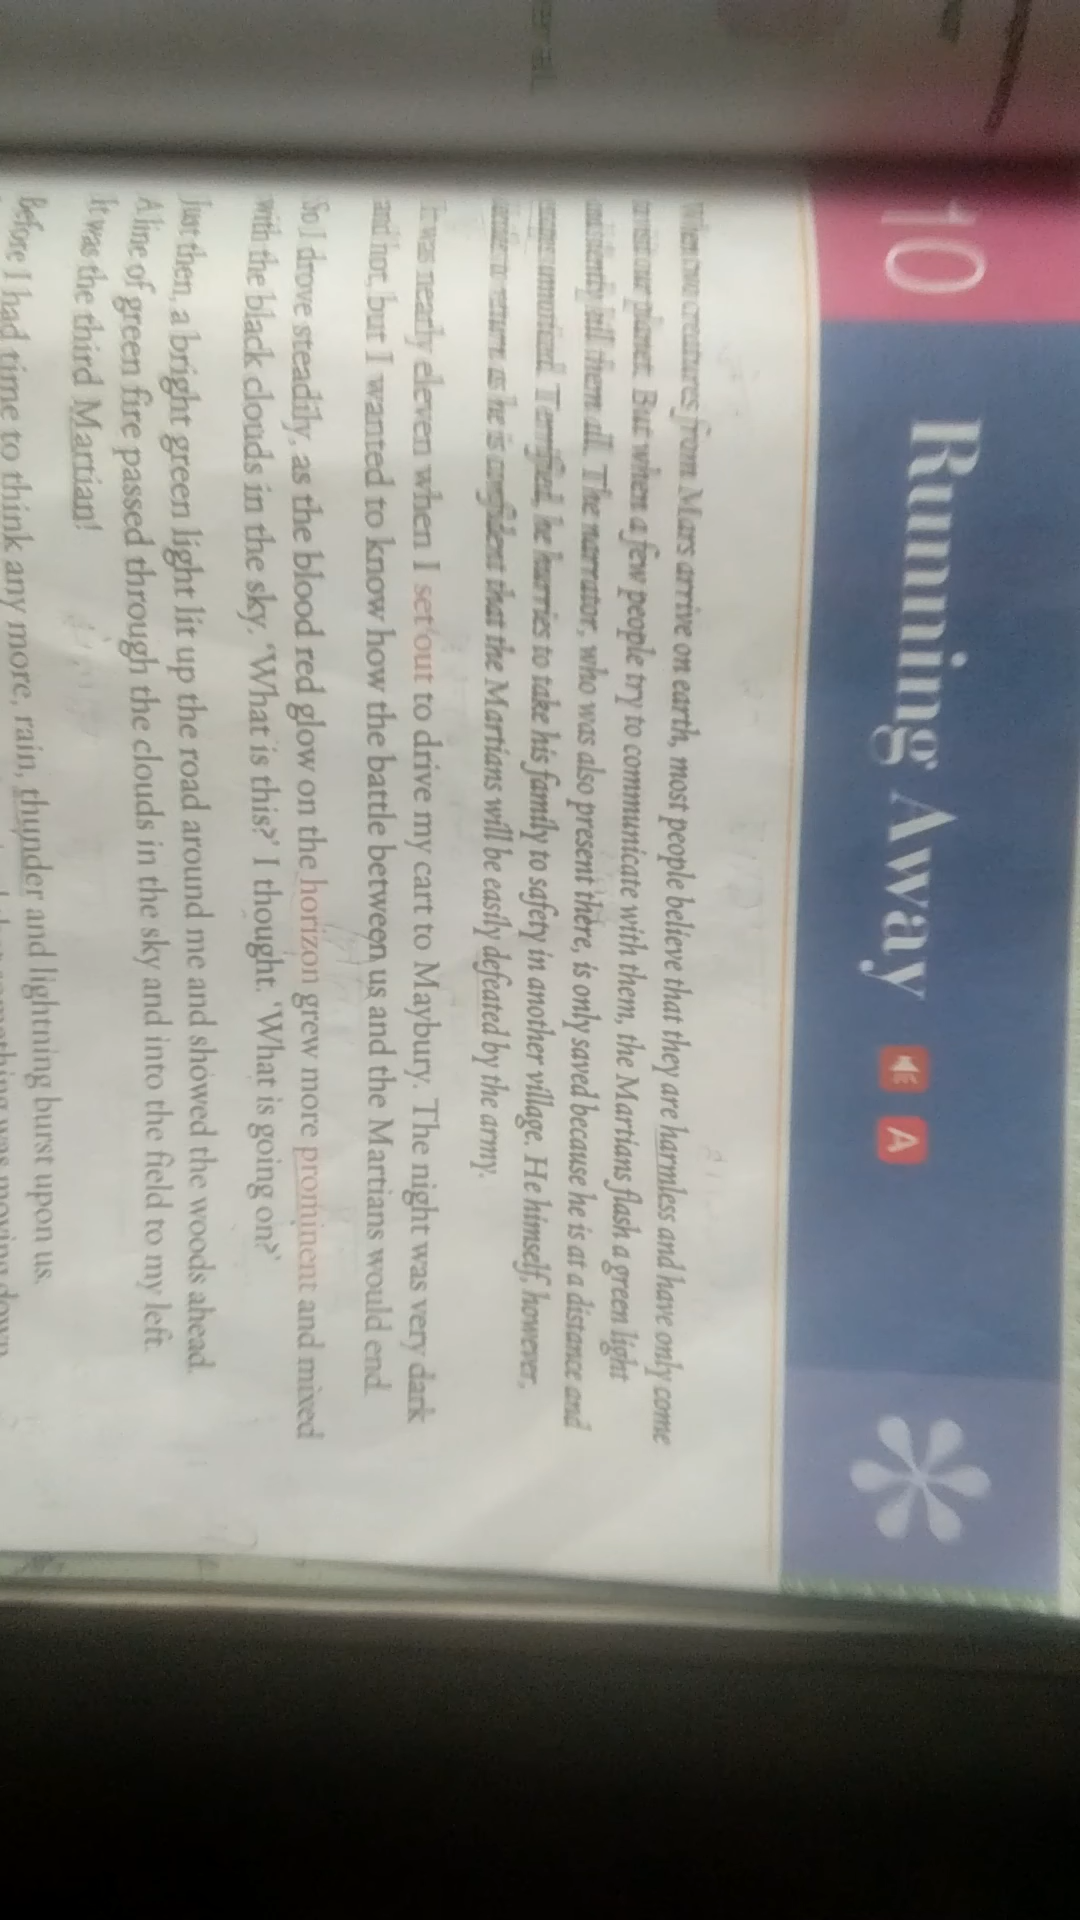 10 Running Away
A
When two creatures from Mars arrive on earth, most people believe that they are harmless and have only come
to visit our planet. But when a few people try to communicate with them, the Martians flash a green light
and silently kill them all. The narrator, who was also present there, is only saved because he is at a distance and
unnoticed. Terrified, he hurries to take his family to safety in another village. He himself, however,
return as he is confident that the Martians will be easily defeated by the army.
It was nearly eleven when I set out to drive my cart to Maybury. The night was very dark
and hot, but I wanted to know how the battle between us and the Martians would end.
So I drove steadily, as the blood red glow on the horizon grew more prominent and mixed
with the black clouds in the sky. ‘What is this?’ I thought. ‘What is going on?’
Just then, a bright green light lit up the road around me and showed the woods ahead.
A line of green fire passed through the clouds in the sky and into the field to my left.
It was the third Martian!
Before I had time to think any more, rain, thunder and lightning burst upon us.
something was moving down